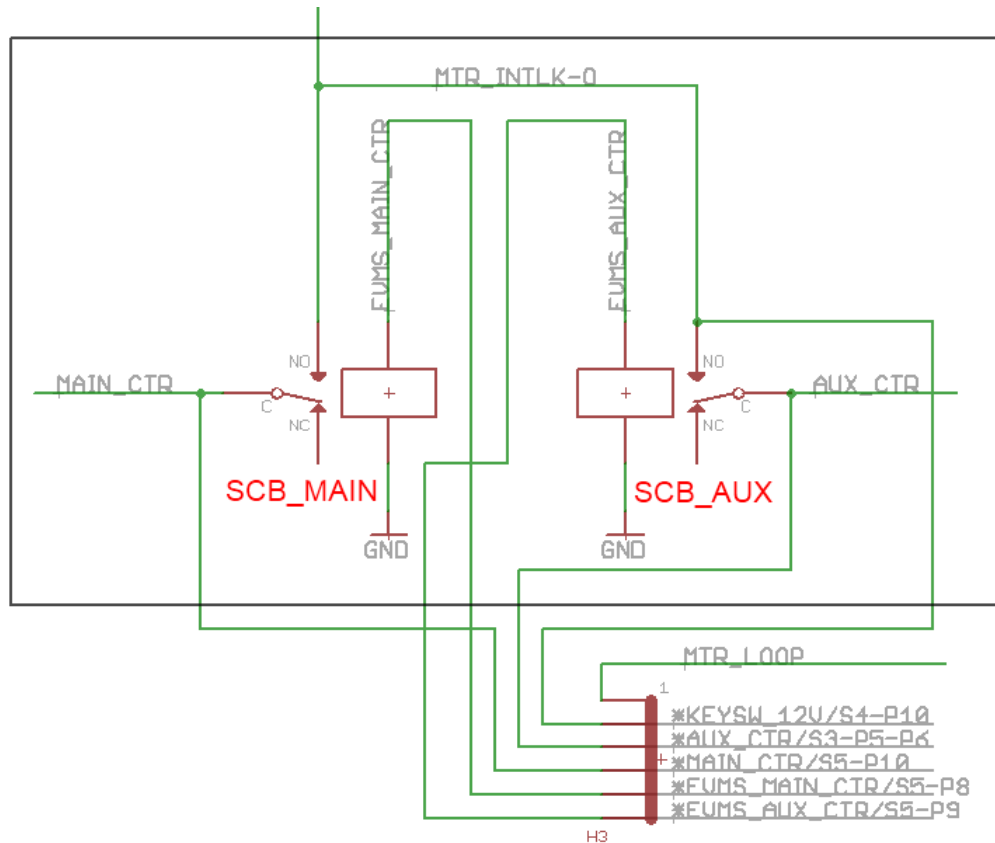 MTR_INTLK-O
EVMS_MAIN_CTR
EVMS_AUX_CTR
NO
NO
MAIN_CTR
AUX_CTR
C
C
NC
NC
SCB_MAIN
SCB_AUX
GND
GND
MTR_LOOP
1
*KEYSW_12V/S4-P10
*AUX_CTR/S3-P5-P6
*MAIN_CTR/S5-P10
*EVMS_MAIN_CTR/S5-P8
*EVMS_AUX_CTR/S5-P9
H3